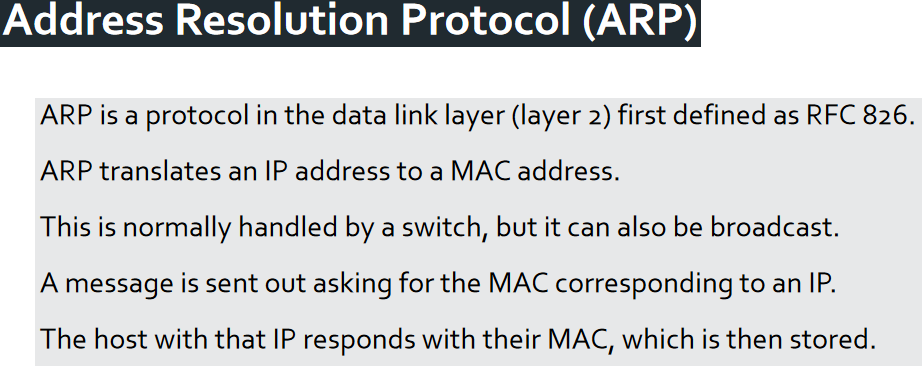 Address Resolution Protocol (ARP)
ARP is a protocol in the data link layer (layer 2) first defined as RFC 826.
ARP translates an IP address to a MAC address.
This is normally handled by a switch, but it can also be broadcast.
A message is sent out asking for the MAC corresponding to an IP.
The host with that IP responds with their MAC, which is then stored.